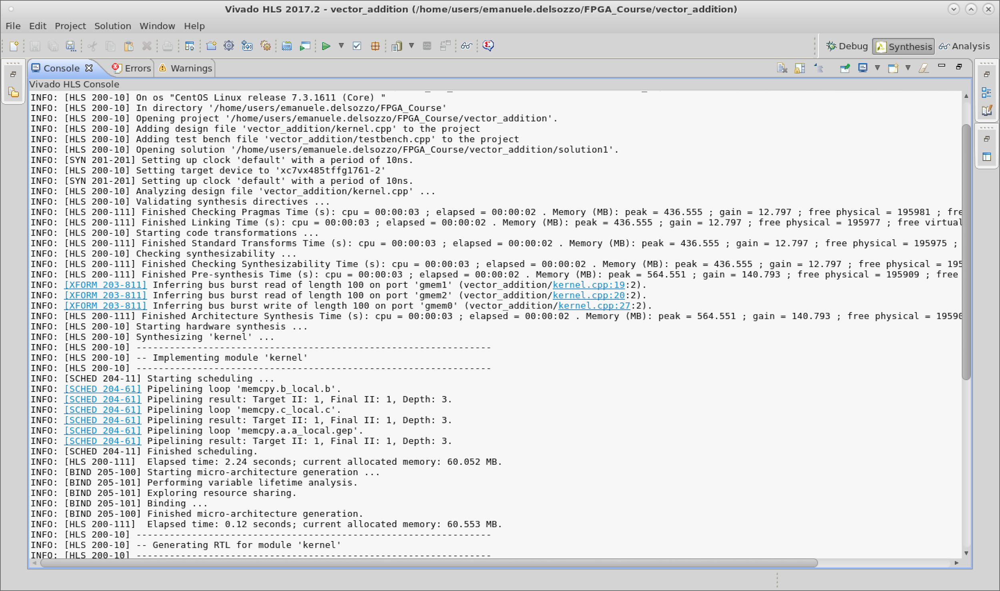 Vivado HLS 2017.2 - vector_addition (/home/users/emanuele.delsozzo/FPGA_Course/vector_addition)
File Edit Project Solution Window Help
Debug Synthesis Analysis
Console Errors Warnings
Vivado HLS Console
INFO: [HLS 200-10] On os "CentOS Linux release 7.3.1611 (Core) "
INFO: [HLS 200-10] In directory '/home/users/emanuele.delsozzo/FPGA_Course'
INFO: [HLS 200-10] Opening project '/home/users/emanuele.delsozzo/FPGA_Course/vector_addition'.
INFO: [HLS 200-10] Adding design file 'vector_addition/kernel.cpp' to the project
INFO: [HLS 200-10] Adding test bench file 'vector_addition/testbench.cpp' to the project
INFO: [HLS 200-10] Opening solution '/home/users/emanuele.delsozzo/FPGA_Course/vector_addition/solution1'.
INFO: [SYN 201-201] Setting up clock 'default' with a period of 10ns.
INFO: [HLS 200-10] Setting target device to 'xc7vx485tffg1761-2'
INFO: [SYN 201-201] Setting up clock 'default' with a period of 10ns.
INFO: [HLS 200-10] Analyzing design file 'vector_addition/kernel.cpp' ...
INFO: [HLS 200-10] Validating synthesis directives ...
INFO: [HLS 200-111] Finished Checking Pragmas Time (s): cpu = 00:00:03 ; elapsed = 00:00:02 . Memory (MB): peak = 436.555 ; gain = 12.797 ; free physical = 195981 ; fre
INFO: [HLS 200-111] Finished Linking Time (s): cpu = 00:00:03 ; elapsed = 00:00:02 . Memory (MB): peak = 436.555 ; gain = 12.797 ; free physical = 195977 ; free virtual
INFO: [HLS 200-10] Starting code transformations ...
INFO: [HLS 200-111] Finished Standard Transforms Time (s): cpu = 00:00:03 ; elapsed = 00:00:02 . Memory (MB): peak = 436.555 ; gain = 12.797 ; free physical = 195975 ;
INFO: [HLS 200-10] Checking synthesizability ...
INFO: [HLS 200-111] Finished Checking Synthesizability Time (s): cpu = 00:00:03 ; elapsed = 00:00:02 . Memory (MB): peak = 436.555 ; gain = 12.797 ; free physical = 195
INFO: [HLS 200-111] Finished Pre-synthesis Time (s): cpu = 00:00:03 ; elapsed = 00:00:02 . Memory (MB): peak = 564.551 ; gain = 140.793 ; free physical = 195909 ; free
INFO: [XFORM 203-811] Inferring bus burst read of length 100 on port 'gmem1' (vector_addition/kernel.cpp:19:2).
INFO: [XFORM 203-811] Inferring bus burst read of length 100 on port 'gmem2' (vector_addition/kernel.cpp:20:2).
INFO: [XFORM 203-811] Inferring bus burst write of length 100 on port 'gmem0' (vector_addition/kernel.cpp:27:2).
INFO: [HLS 200-111] Finished Architecture Synthesis Time (s): cpu = 00:00:03 ; elapsed = 00:00:02 . Memory (MB): peak = 564.551 ; gain = 140.793 ; free physical = 19590
INFO: [HLS 200-10] Starting hardware synthesis ...
INFO: [HLS 200-10] Synthesizing 'kernel' ...
INFO: [HLS 200-10] ----------------------------------------------------------------
INFO: [HLS 200-10] -- Implementing module 'kernel'
INFO: [HLS 200-10] ----------------------------------------------------------------
INFO: [SCHED 204-11] Starting scheduling ...
INFO: [SCHED 204-61] Pipelining loop 'memcpy.b_local.b'.
INFO: [SCHED 204-61] Pipelining result: Target II: 1, Final II: 1, Depth: 3.
INFO: [SCHED 204-61] Pipelining loop 'memcpy.c_local.c'.
INFO: [SCHED 204-61] Pipelining result: Target II: 1, Final II: 1, Depth: 3.
INFO: [SCHED 204-61] Pipelining loop 'memcpy.a.a_local.gep'.
INFO: [SCHED 204-61] Pipelining result: Target II: 1, Final II: 1, Depth: 3.
INFO: [SCHED 204-11] Finished scheduling.
INFO: [HLS 200-111]  Elapsed time: 2.24 seconds; current allocated memory: 60.052 MB.
INFO: [BIND 205-100] Starting micro-architecture generation ...
INFO: [BIND 205-101] Performing variable lifetime analysis.
INFO: [BIND 205-101] Exploring resource sharing.
INFO: [BIND 205-101] Binding ...
INFO: [BIND 205-100] Finished micro-architecture generation.
INFO: [HLS 200-111]  Elapsed time: 0.12 seconds; current allocated memory: 60.553 MB.
INFO: [HLS 200-10] ----------------------------------------------------------------
INFO: [HLS 200-10] -- Generating RTL for module 'kernel'
INFO: [HLS 200-10] ----------------------------------------------------------------